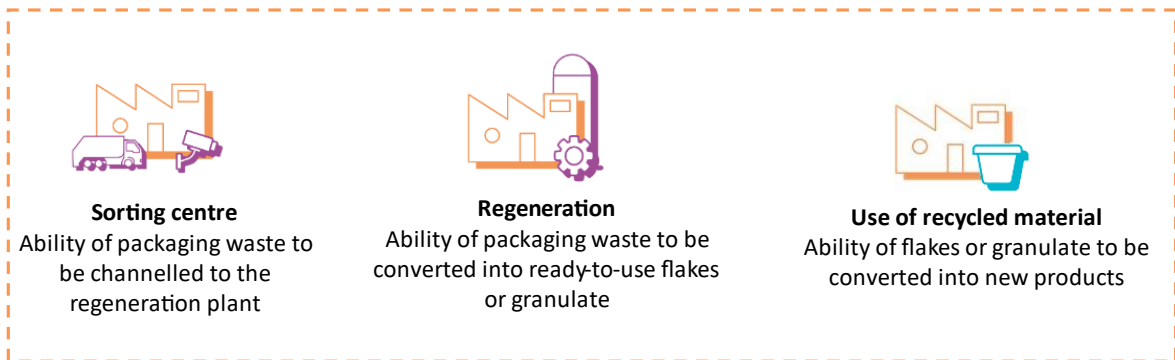 Sorting centre
Ability of packaging waste to
be channelled to the
regeneration plant
Regeneration
Ability of packaging waste to be
converted into ready-to-use flakes
or granulate
Use of recycled material
Ability of flakes or granulate to be
converted into new products